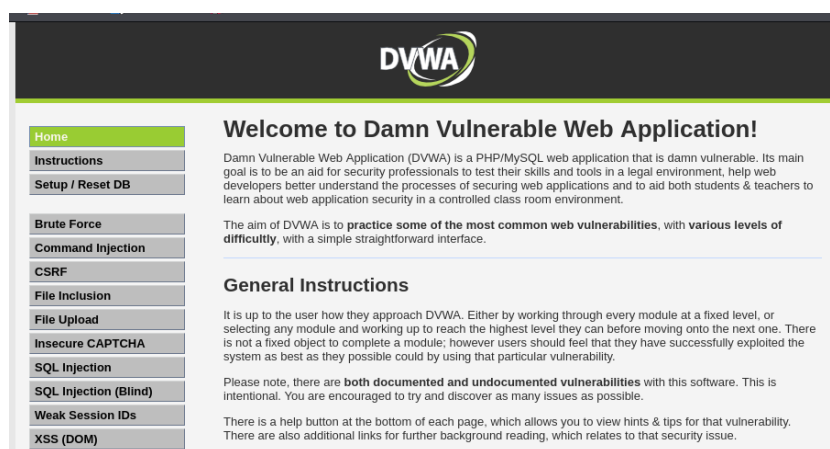 DVWA
Home
Instructions
Setup / Reset DB
Brute Force
Command Injection
CSRF
File Inclusion
File Upload
Insecure CAPTCHA
SQL Injection
SQL Injection (Blind)
Weak Session IDs
XSS (DOM)
Welcome to Damn Vulnerable Web Application!
Damn Vulnerable Web Application (DVWA) is a PHP/MySQL web application that is damn vulnerable. Its main
goal is to be an aid for security professionals to test their skills and tools in a legal environment, help web
developers better understand the processes of securing web applications and to aid both students & teachers to
learn about web application security in a controlled class room environment.
The aim of DVWA is to practice some of the most common web vulnerabilities, with various levels of
difficultly, with a simple straightforward interface.
General Instructions
It is up to the user how they approach DVWA. Either by working through every module at a fixed level, or
selecting any module and working up to reach the highest level they can before moving onto the next one. There
is not a fixed object to complete a module; however users should feel that they have successfully exploited the
system as best as they possible could by using that particular vulnerability.
Please note, there are both documented and undocumented vulnerabilities with this software. This is
intentional. You are encouraged to try and discover as many issues as possible.
There is a help button at the bottom of each page, which allows you to view hints & tips for that vulnerability.
There are also additional links for further background reading, which relates to that security issue.